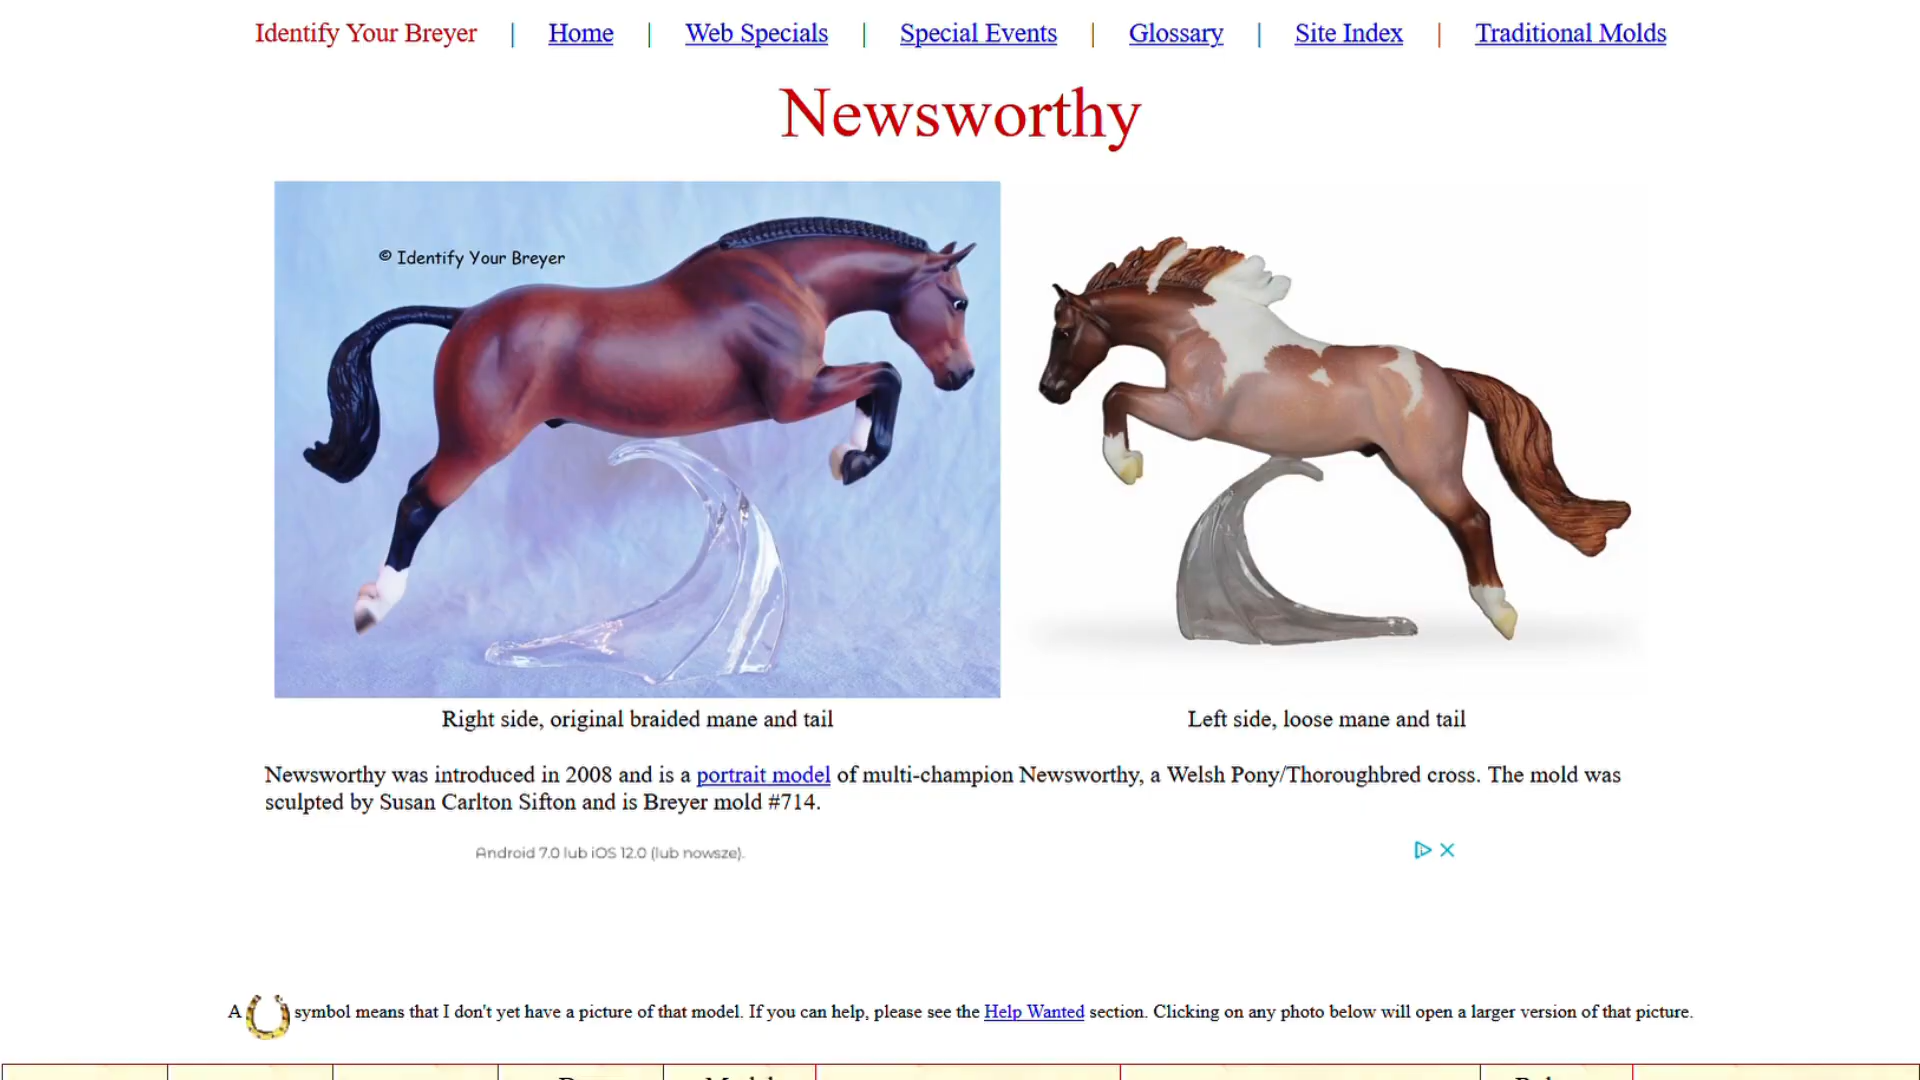 Identify Your Breyer | Home | Web Specials | Special Events | Glossary | Site Index | Traditional Molds
Newsworthy
© Identify Your Breyer
Right side, original braided mane and tail
Left side, loose mane and tail
Newsworthy was introduced in 2008 and is a portrait model of multi-champion Newsworthy, a Welsh Pony/Thoroughbred cross. The mold was
sculpted by Susan Carlton Sifton and is Breyer mold #714.
Android 7.0 lub iOS 12.0 (lub nowsze).
A symbol means that I don't yet have a picture of that model. If you can help, please see the Help Wanted section. Clicking on any photo below will open a larger version of that picture.